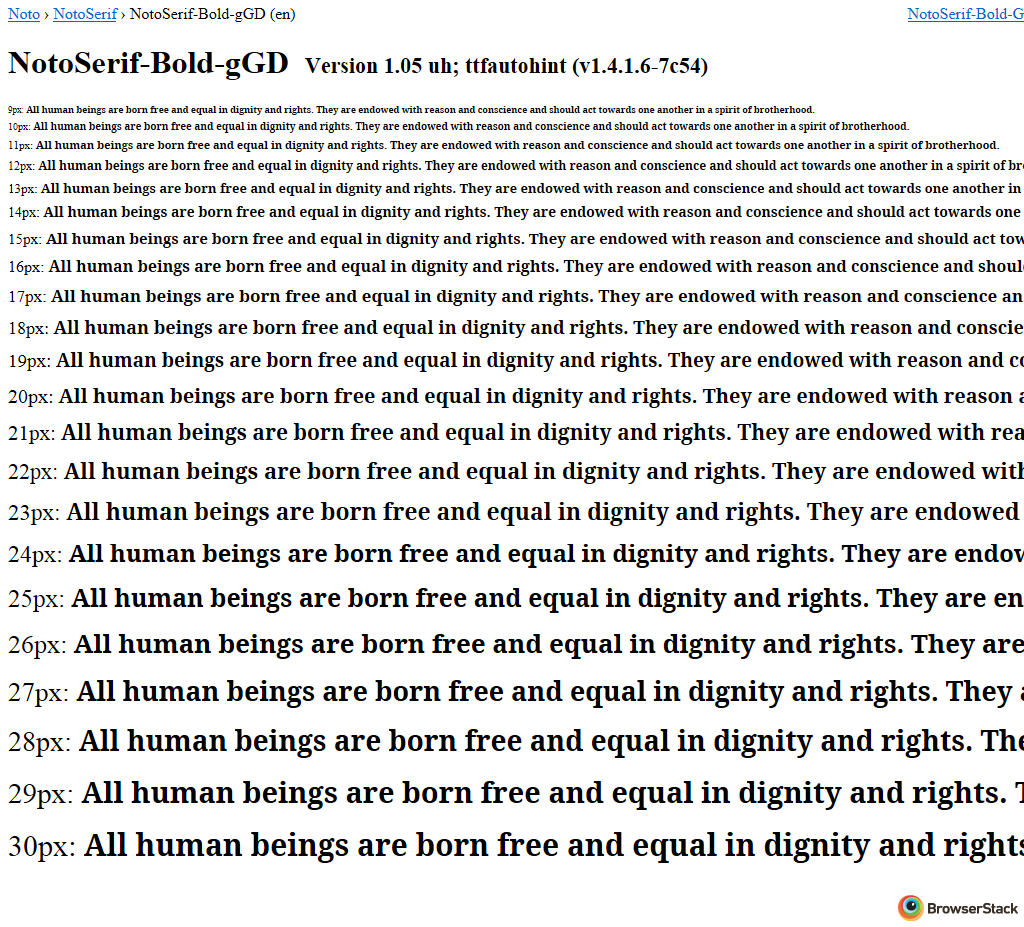 Noto › NotoSerif › NotoSerif-Bold-gGD (en) NotoSerif-Bold-G
NotoSerif-Bold-gGD Version 1.05 uh; ttfautohint (v1.4.1.6-7c54)
9px: All human beings are born free and equal in dignity and rights. They are endowed with reason and conscience and should act towards one another in a spirit of brotherhood.
10px: All human beings are born free and equal in dignity and rights. They are endowed with reason and conscience and should act towards one another in a spirit of brotherhood.
11px: All human beings are born free and equal in dignity and rights. They are endowed with reason and conscience and should act towards one another in a spirit of brotherhood.
12px: All human beings are born free and equal in dignity and rights. They are endowed with reason and conscience and should act towards one another in a spirit of br
13px: All human beings are born free and equal in dignity and rights. They are endowed with reason and conscience and should act towards one another in
14px: All human beings are born free and equal in dignity and rights. They are endowed with reason and conscience and should act towards one
15px: All human beings are born free and equal in dignity and rights. They are endowed with reason and conscience and should act tow
16px: All human beings are born free and equal in dignity and rights. They are endowed with reason and conscience and shoul
17px: All human beings are born free and equal in dignity and rights. They are endowed with reason and conscience an
18px: All human beings are born free and equal in dignity and rights. They are endowed with reason and conscie
19px: All human beings are born free and equal in dignity and rights. They are endowed with reason and co
20px: All human beings are born free and equal in dignity and rights. They are endowed with reason a
21px: All human beings are born free and equal in dignity and rights. They are endowed with rea
22px: All human beings are born free and equal in dignity and rights. They are endowed with
23px: All human beings are born free and equal in dignity and rights. They are endowed
24px: All human beings are born free and equal in dignity and rights. They are endow
25px: All human beings are born free and equal in dignity and rights. They are en
26px: All human beings are born free and equal in dignity and rights. They are
27px: All human beings are born free and equal in dignity and rights. They a
28px: All human beings are born free and equal in dignity and rights. The
29px: All human beings are born free and equal in dignity and rights. T
30px: All human beings are born free and equal in dignity and rights
BrowserStack